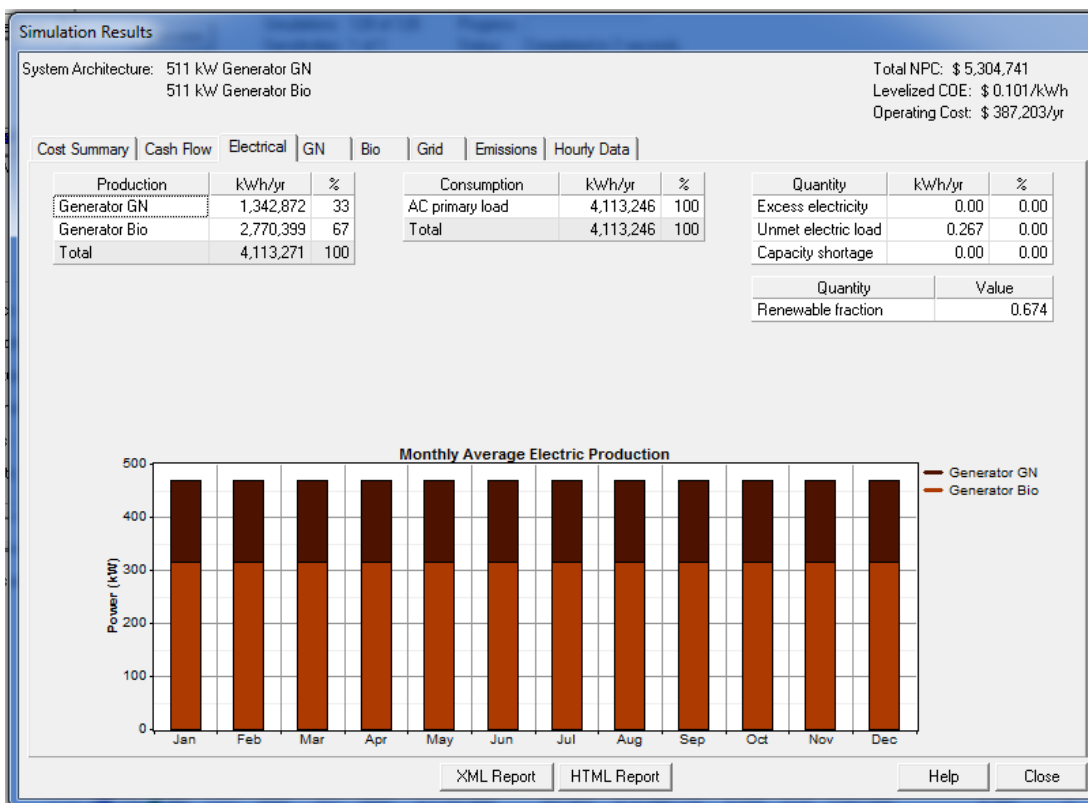 Simulation Results
System Architecture: 511 kW Generator GN
511 kW Generator Bio
Total NPC: $ 5,304,741
Levelized COE: $ 0.101/kWh
Operating Cost: $ 387,203/yr
Cost Summary Cash Flow Electrical GN Bio Grid Emissions Hourly Data
Production kWh/yr %
Generator GN 1,342,872 33
Generator Bio 2,770,399 67
Total 4,113,271 100
Consumption kWh/yr %
AC primary load 4,113,246 100
Total 4,113,246 100
Quantity kWh/yr %
Excess electricity 0.00 0.00
Unmet electric load 0.267 0.00
Capacity shortage 0.00 0.00
Quantity Value
Renewable fraction 0.674
Monthly Average Electric Production
Generator GN
Generator Bio
Power (kW)
500
400
300
200
100
0
Jan Feb Mar Apr May Jun Jul Aug Sep Oct Nov Dec
XML Report HTML Report Help Close